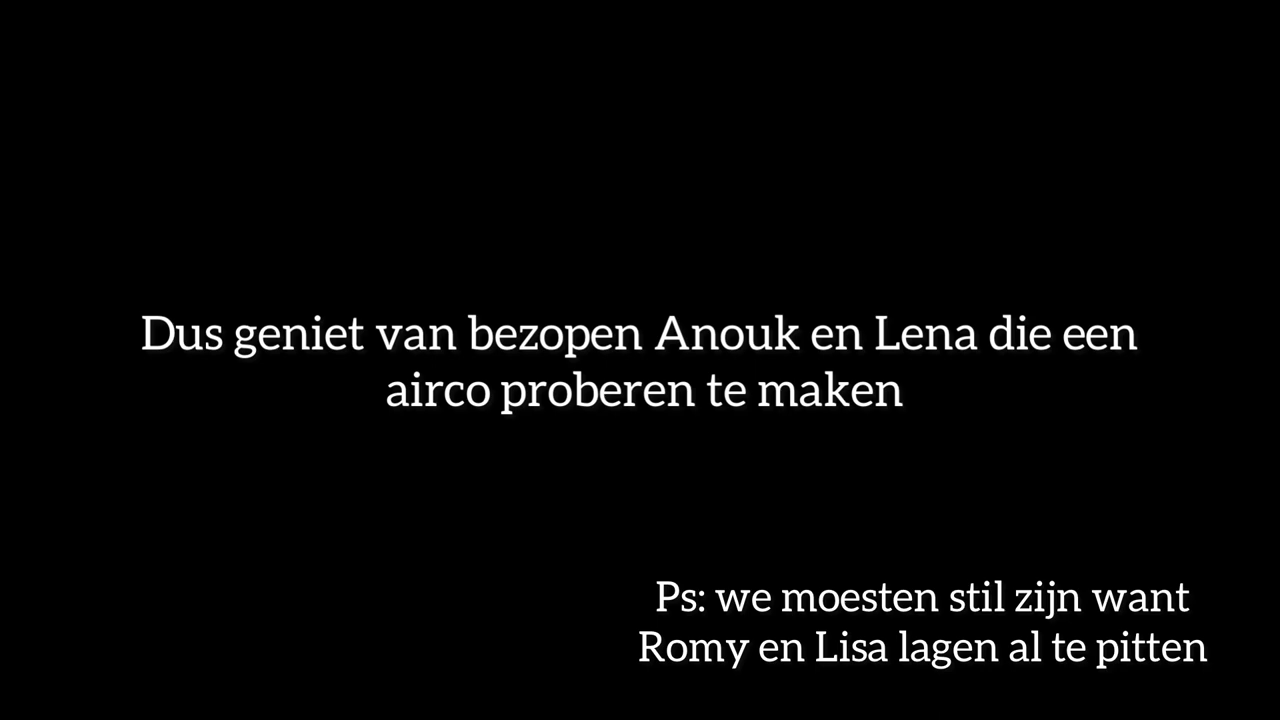 Dus geniet van bezopen Anouk en Lena die een
airco proberen te maken
Ps: we moesten stil zijn want
Romy en Lisa lagen al te pitten